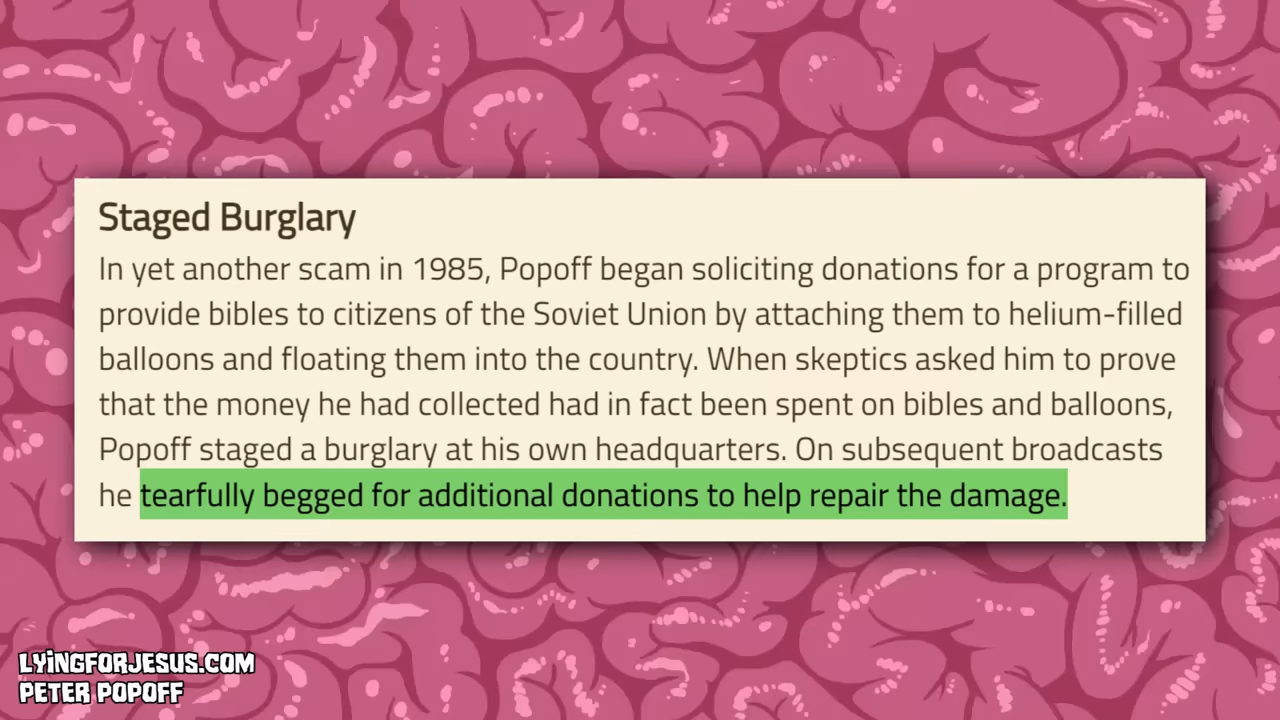 Staged Burglary
In yet another scam in 1985, Popoff began soliciting donations for a program to
provide bibles to citizens of the Soviet Union by attaching them to helium-filled
balloons and floating them into the country. When skeptics asked him to prove
that the money he had collected had in fact been spent on bibles and balloons,
Popoff staged a burglary at his own headquarters. On subsequent broadcasts
he tearfully begged for additional donations to help repair the damage.
LYiNGFORJESUS.COM
PETER POPOFF